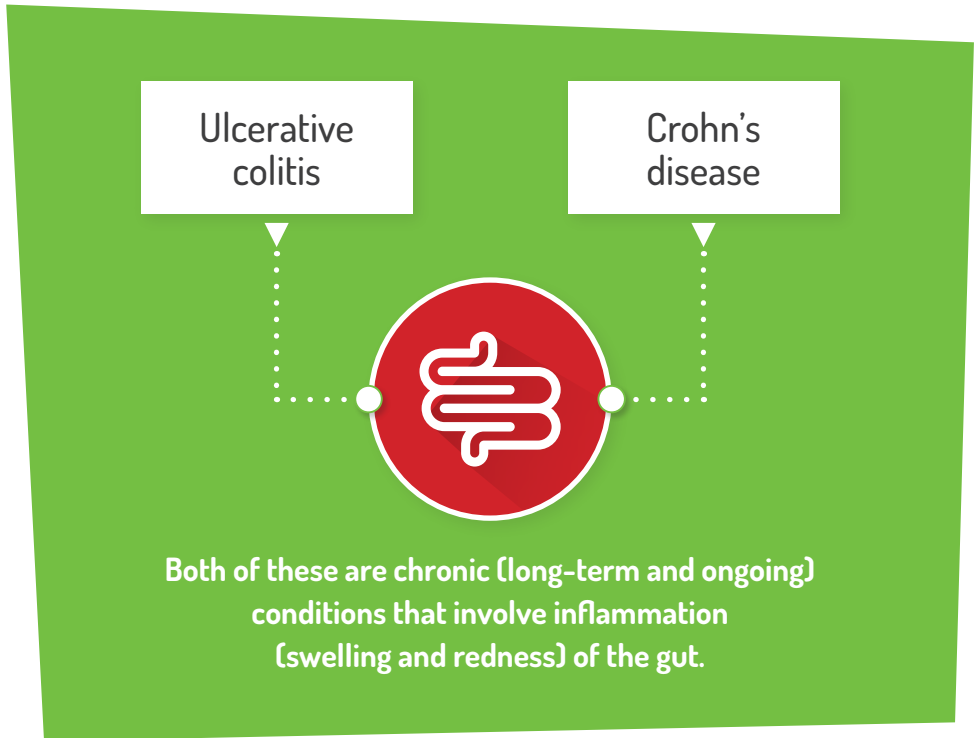 Ulcerative
colitis
Crohn's
disease
Both of these are chronic (long-term and ongoing)
conditions that involve inflammation
(swelling and redness) of the gut.